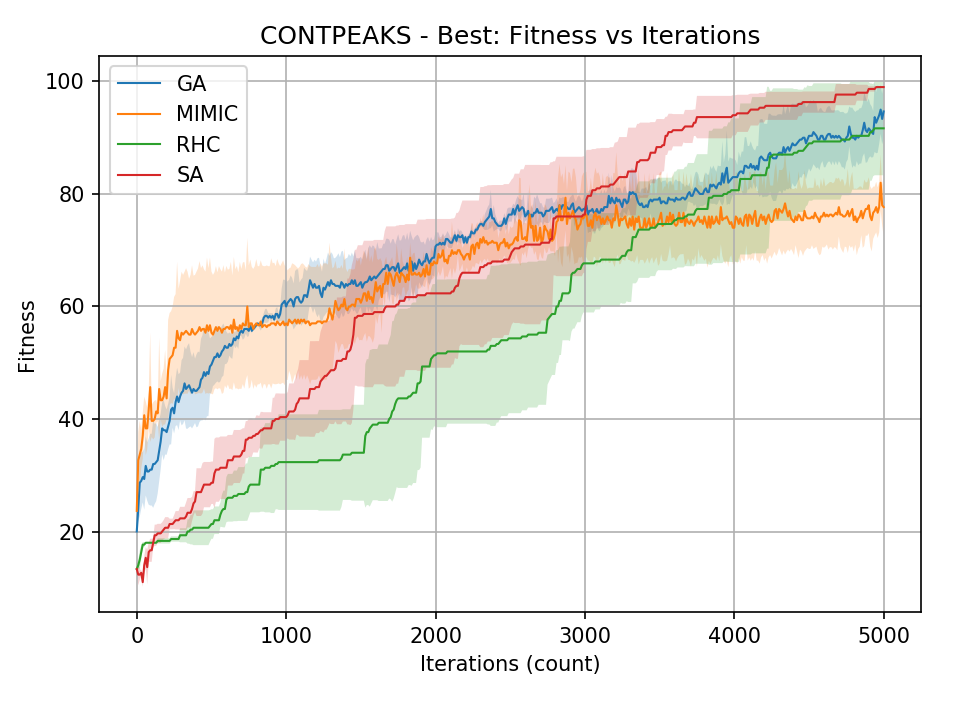 CONTPEAKS - Best: Fitness vs Iterations
GA
MIMIC
RHC
SA
100
80
60
40
20
Fitness
0 1000 2000 3000 4000 5000
Iterations (count)